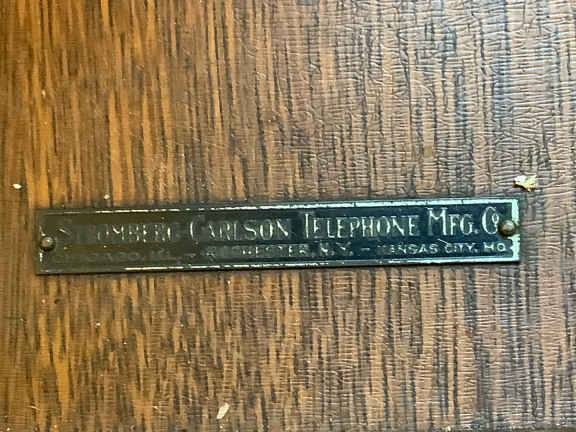 STROMBERG CARLSON TELEPHONE MFG. CO.
CHICAGO, ILL. – ROCHESTER, N.Y. – KANSAS CITY, MO.